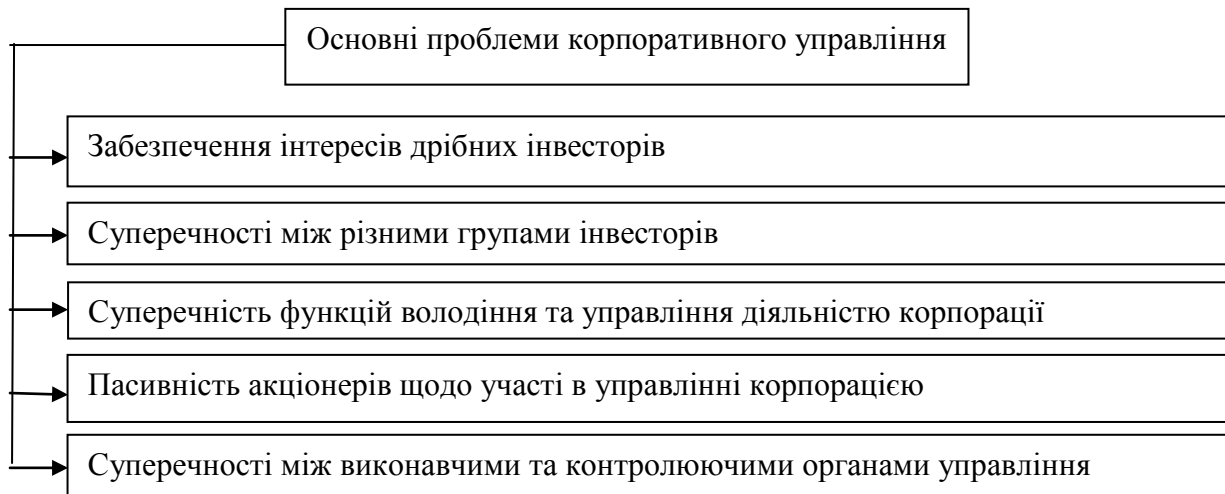 Основні проблеми корпоративного управління
Забезпечення інтересів дрібних інвесторів
Суперечності між різними групами інвесторів
Суперечність функцій володіння та управління діяльністю корпорації
Пасивність акціонерів щодо участі в управлінні корпорацією
Суперечності між виконавчими та контролюючими органами управління